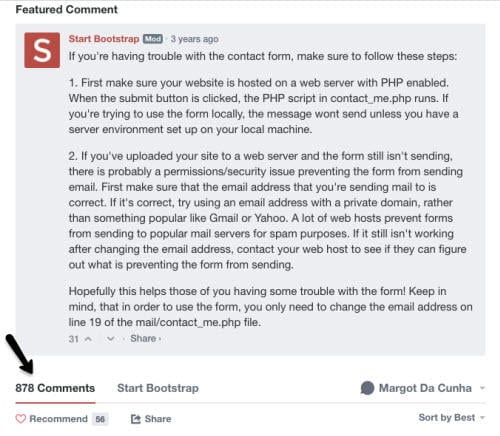 Featured Comment
S
Start Bootstrap Mod · 3 years ago
If you're having trouble with the contact form, make sure to follow these steps:
1. First make sure your website is hosted on a web server with PHP enabled.
When the submit button is clicked, the PHP script in contact_me.php runs. If
you're trying to use the form locally, the message wont send unless you have a
server environment set up on your local machine.
2. If you've uploaded your site to a web server and the form still isn't sending,
there is probably a permissions/security issue preventing the form from sending
email. First make sure that the email address that you're sending mail to is
correct. If it's correct, try using an email address with a private domain, rather
than something popular like Gmail or Yahoo. A lot of web hosts prevent forms
from sending to popular mail servers for spam purposes. If it still isn't working
after changing the email address, contact your web host to see if they can figure
out what is preventing the form from sending.
Hopefully this helps those of you having some trouble with the form! Keep in
mind, that in order to use the form, you only need to change the email address on
line 19 of the mail/contact_me.php file.
31 · Share ›
878 Comments Start Bootstrap Margot Da Cunha
Recommend 56 Share Sort by Best